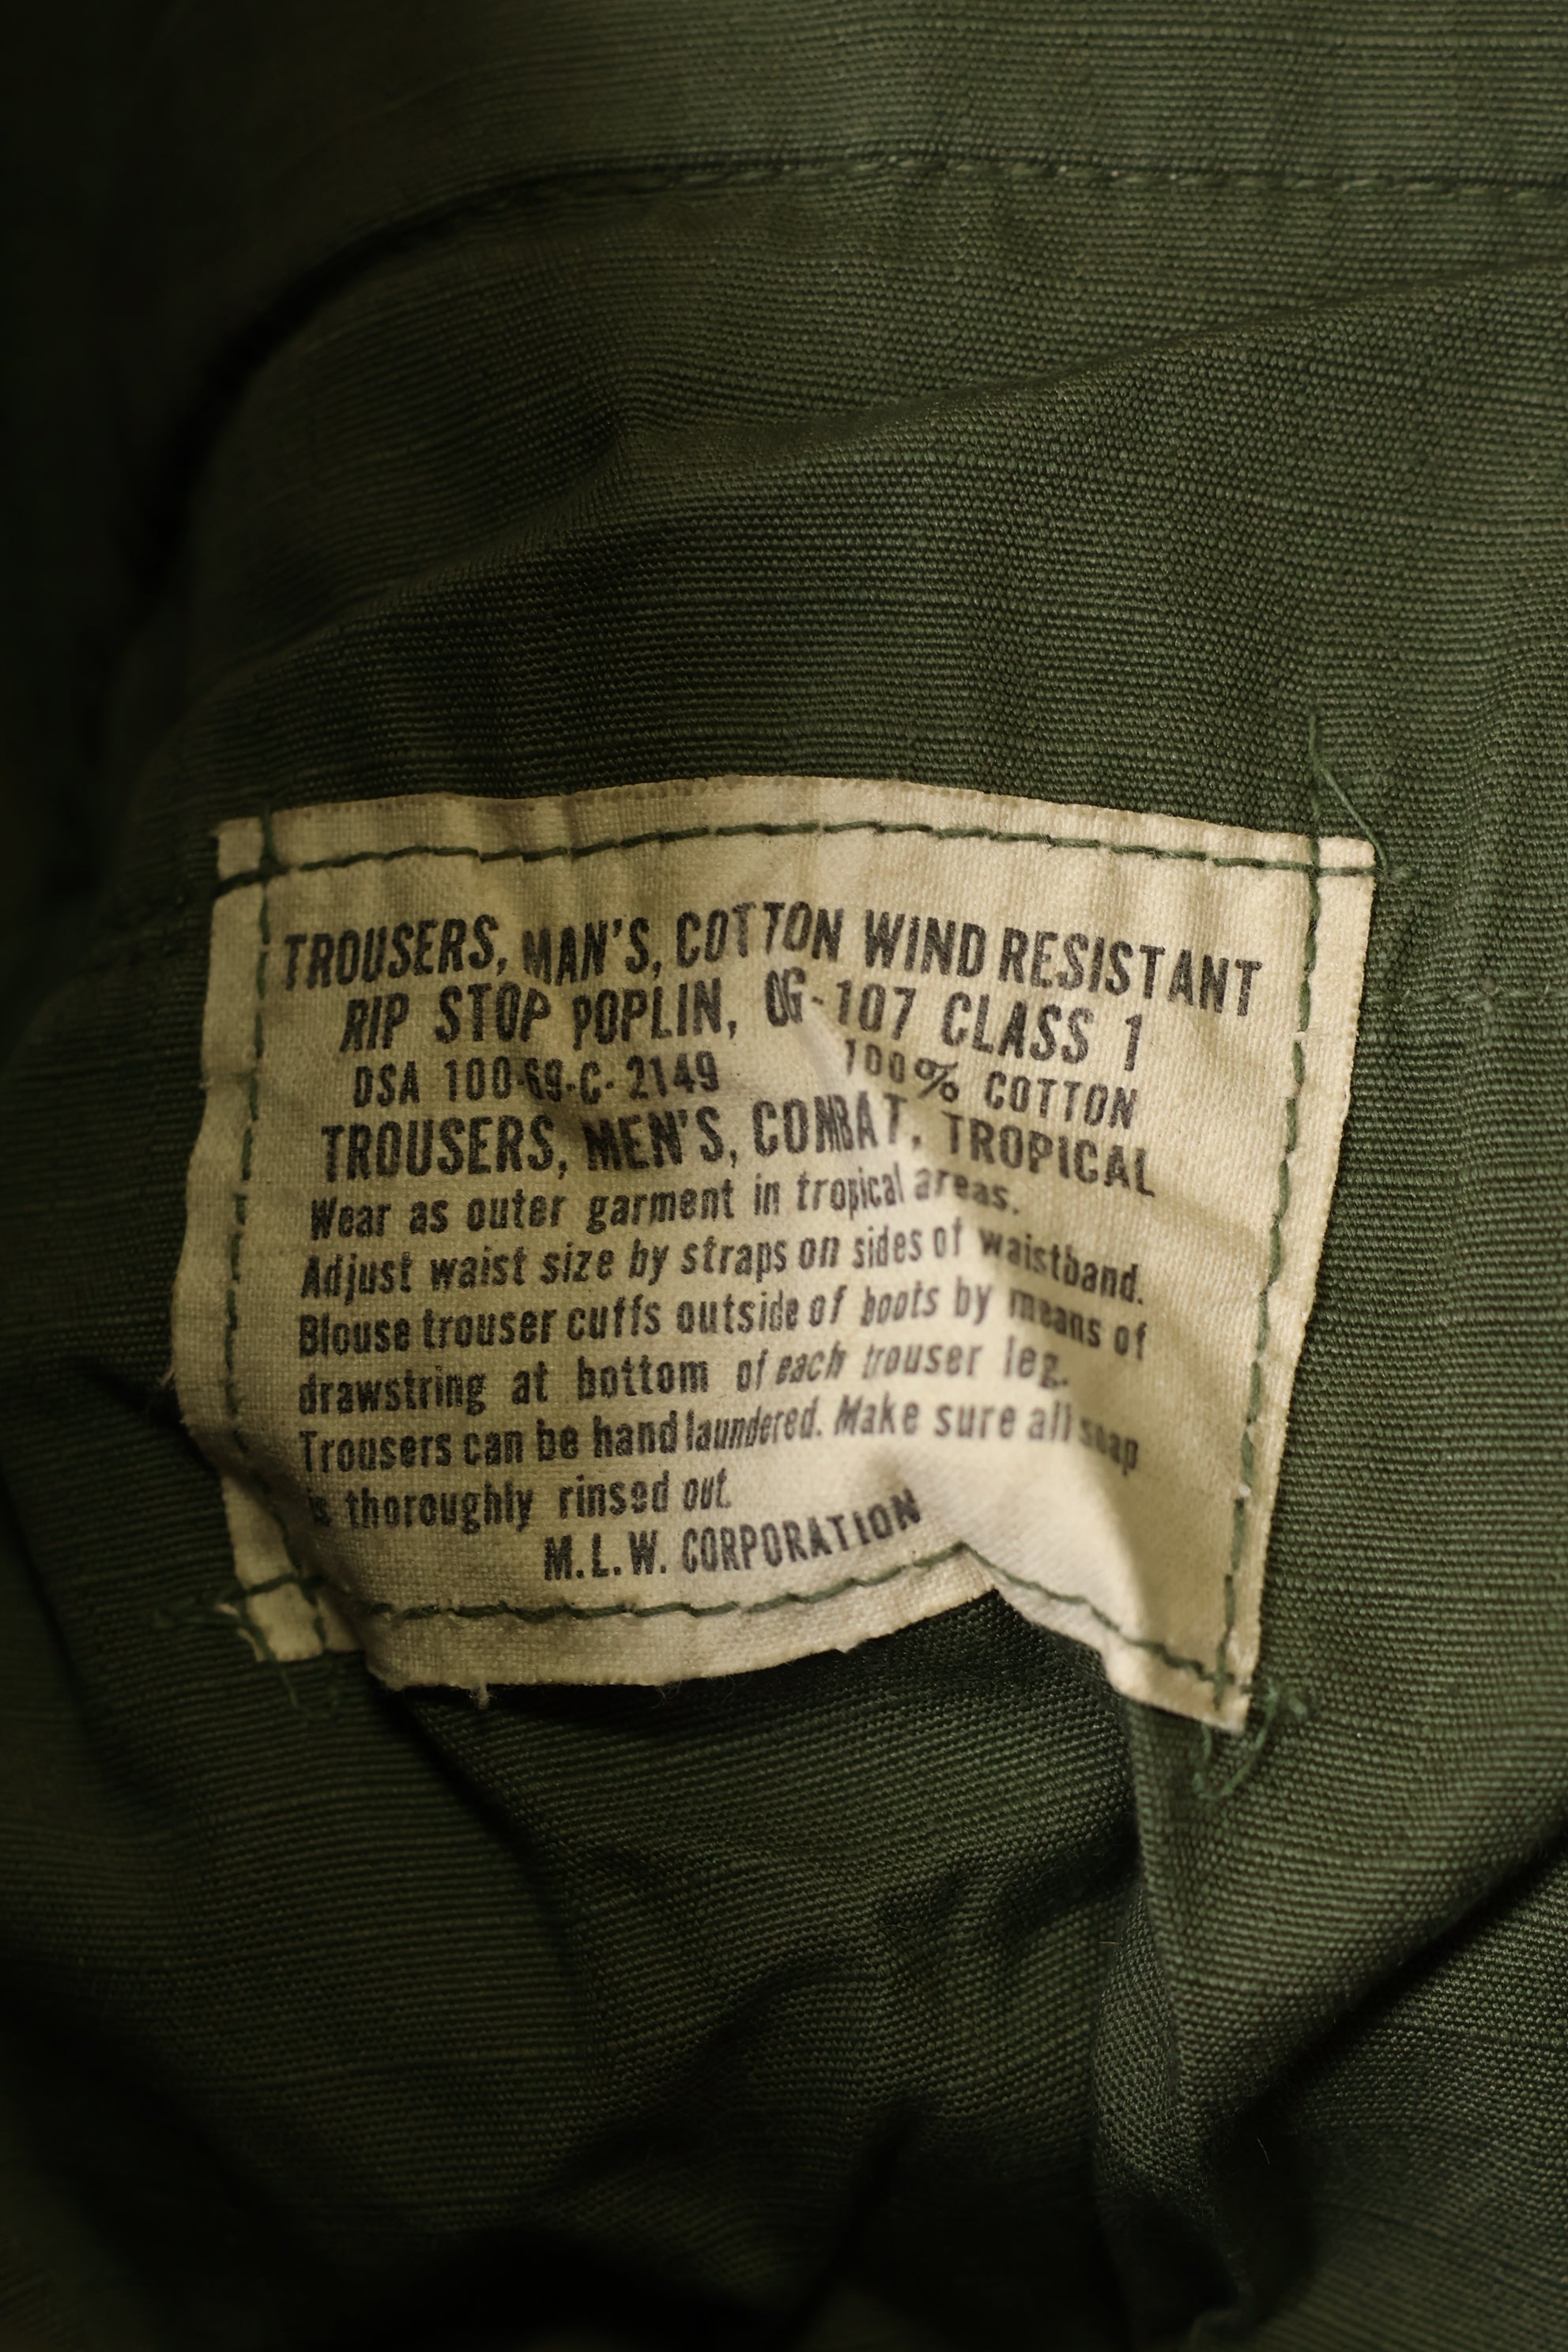 TROUSERS, MAN'S, COTTON WIND RESISTANT
RIP STOP POPLIN, OG-107 CLASS 1
DSA 100-69-C-2149 100% COTTON
TROUSERS, MEN'S, COMBAT, TROPICAL
Wear as outer garment in tropical areas.
Adjust waist size by straps on sides of waistband.
Blouse trouser cuffs outside of boots by means of
drawstring at bottom of each trouser leg.
Trousers can be hand laundered. Make sure all soap
is thoroughly rinsed out.
M.L.W. CORPORATION